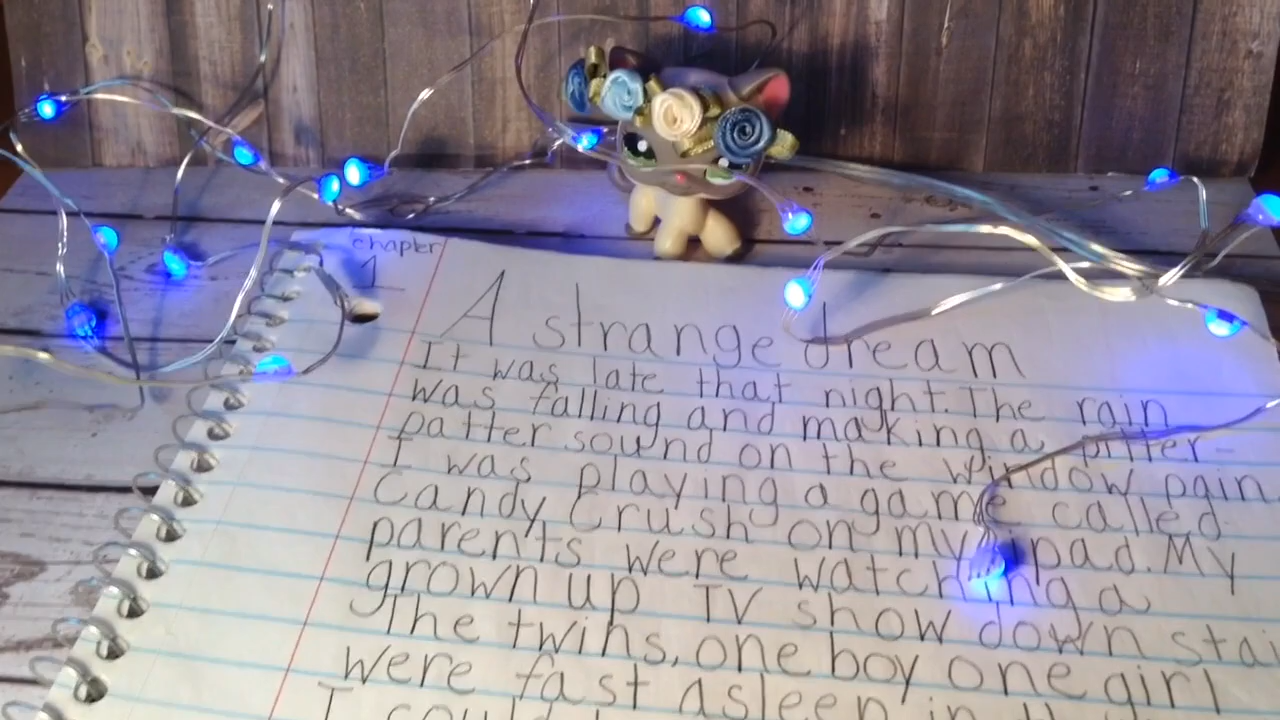 chapter
1
A strange dream
It was late that night. The rain
was falling and making a pitter-
patter sound on the window pain
I was playing a game called
Candy Crush on my ipad. My
parents were watching a
grown up TV show down stai
The twins, one boy one girl
were fast asleep in
I could